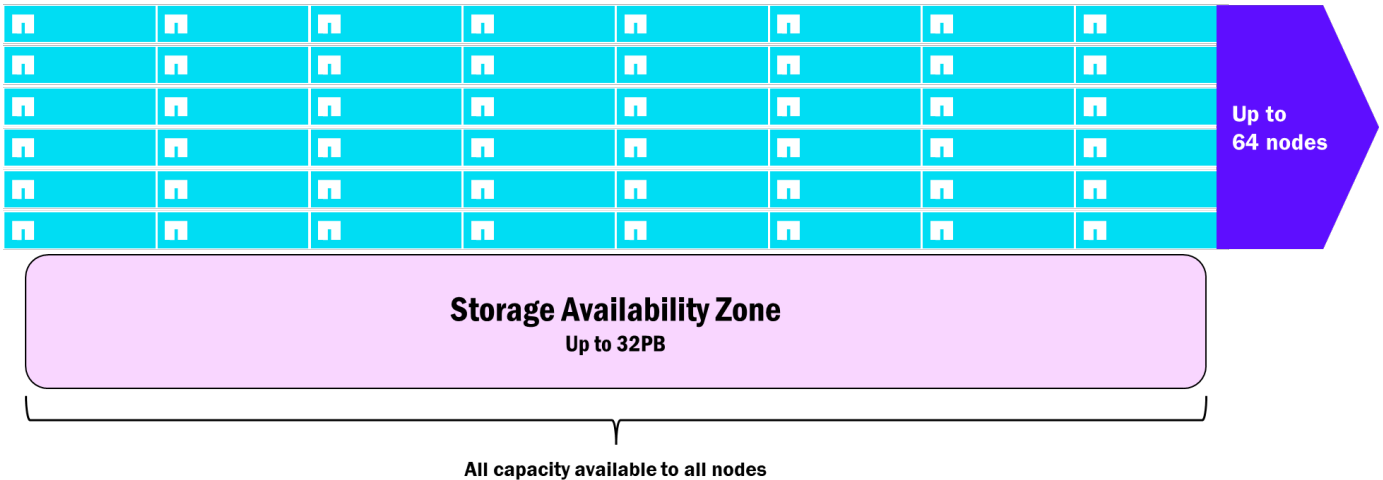 Up to
64 nodes
Storage Availability Zone
Up to 32PB
All capacity available to all nodes